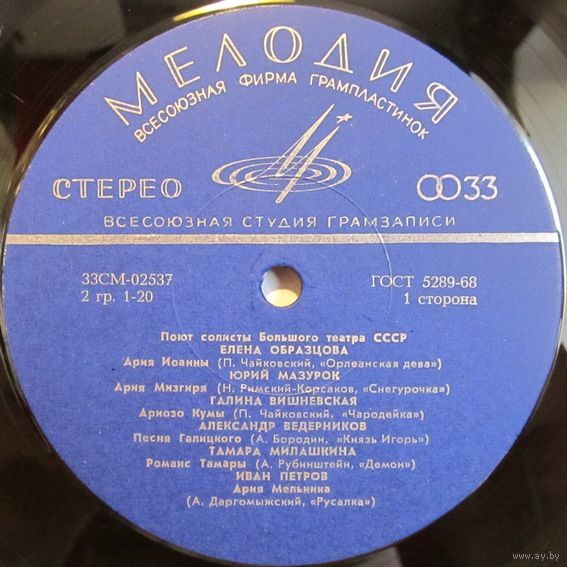 МЕЛОДИЯ
ВСЕСОЮЗНАЯ ФИРМА ГРАМПЛАСТИНОК
СТЕРЕО
33
ВСЕСОЮЗНАЯ СТУДИЯ ГРАМЗАПИСИ
33СМ-02537 ГОСТ 5289-68
2 гр. 1-20 1 сторона
Поют солисты Большого театра СССР
ЕЛЕНА ОБРАЗЦОВА
Ария Иоанны (П. Чайковский, «Орлеанская дева»)
ЮРИЙ МАЗУРОК
Ария Мизгиря (Н. Римский-Корсаков, «Снегурочка»)
ГАЛИНА ВИШНЕВСКАЯ
Ариозо Кумы (П. Чайковский, «Чародейка»)
АЛЕКСАНДР ВЕДЕРНИКОВ
Песня Галицкого (А. Бородин, «Князь Игорь»)
ТАМАРА МИЛАШКИНА
Романс Тамары (А. Рубинштейн, «Демон»)
ИВАН ПЕТРОВ
Ария Мельника
(А. Даргомыжский, «Русалка»)
www.ay.by